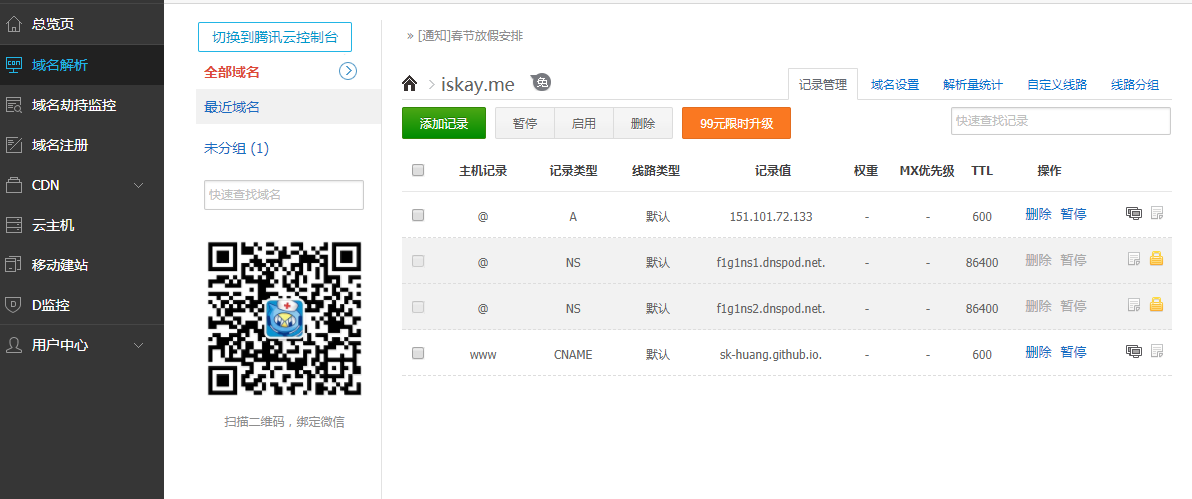 总览页
域名解析
域名劫持监控
域名注册
CDN
云主机
移动建站
D监控
用户中心
切换到腾讯云控制台
全部域名
最近域名
未分组 (1)
快速查找域名
扫描二维码，绑定微信
» [通知]春节放假安排
iskay.me 免
记录管理 域名设置 解析量统计 自定义线路 线路分组
添加记录 暂停 启用 删除 99元限时升级 快速查找记录
主机记录 记录类型 线路类型 记录值 权重 MX优先级 TTL 操作
@ A 默认 151.101.72.133 - - 600 删除 暂停
@ NS 默认 f1g1ns1.dnspod.net. - - 86400 删除 暂停
@ NS 默认 f1g1ns2.dnspod.net. - - 86400 删除 暂停
www CNAME 默认 sk-huang.github.io. - - 600 删除 暂停